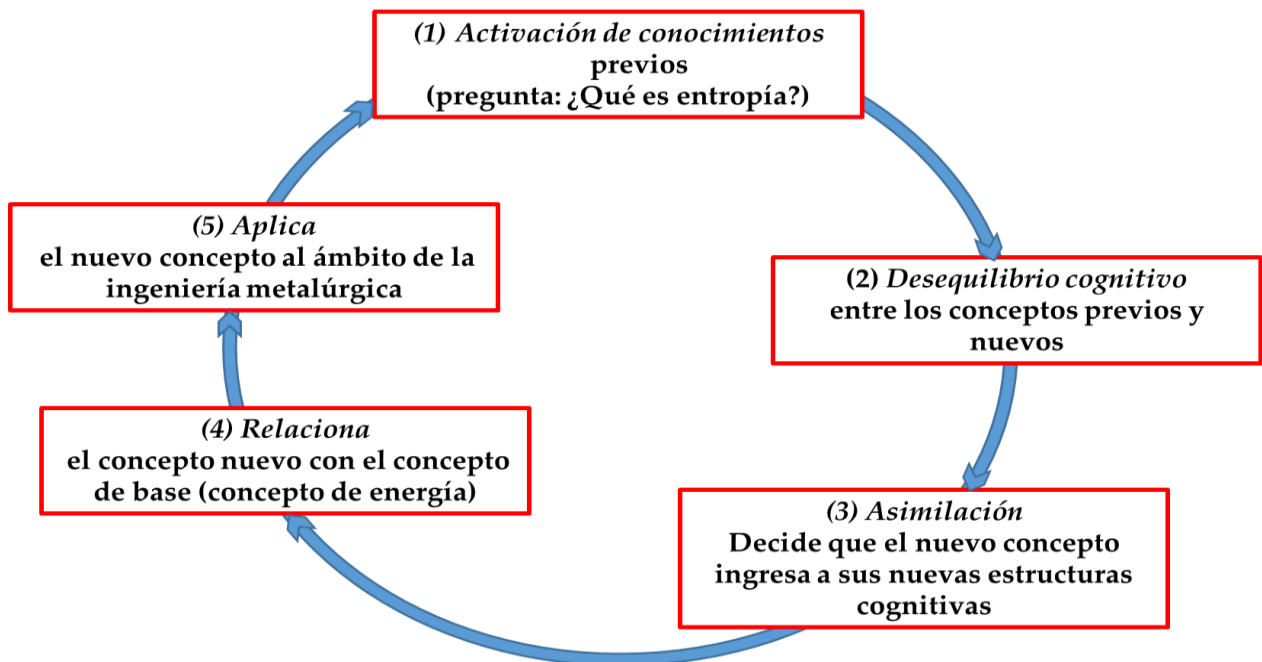 (1) Activación de conocimientos
previos
(pregunta: ¿Qué es entropía?)
(2) Desequilibrio cognitivo
entre los conceptos previos y
nuevos
(3) Asimilación
Decide que el nuevo concepto
ingresa a sus nuevas estructuras
cognitivas
(4) Relaciona
el concepto nuevo con el concepto
de base (concepto de energía)
(5) Aplica
el nuevo concepto al ámbito de la
ingeniería metalúrgica